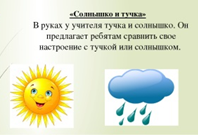 «Солнышко и тучка»
В руках у учителя тучка и солнышко. Он
предлагает ребятам сравнить свое
настроение с тучкой или солнышком.